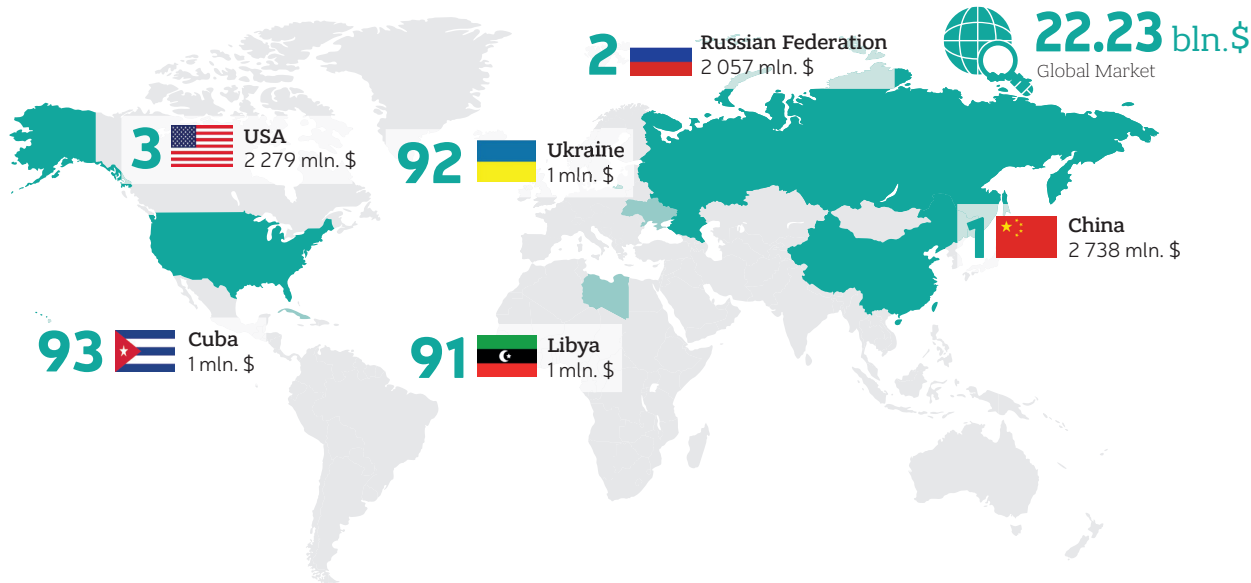 2
Russian Federation
2 057 mln. $
22.23 bln.$
Global Market
3
USA
2 279 mln. $
92
Ukraine
1 mln. $
1
China
2 738 mln. $
93
Cuba
1 mln. $
91
Libya
1 mln. $